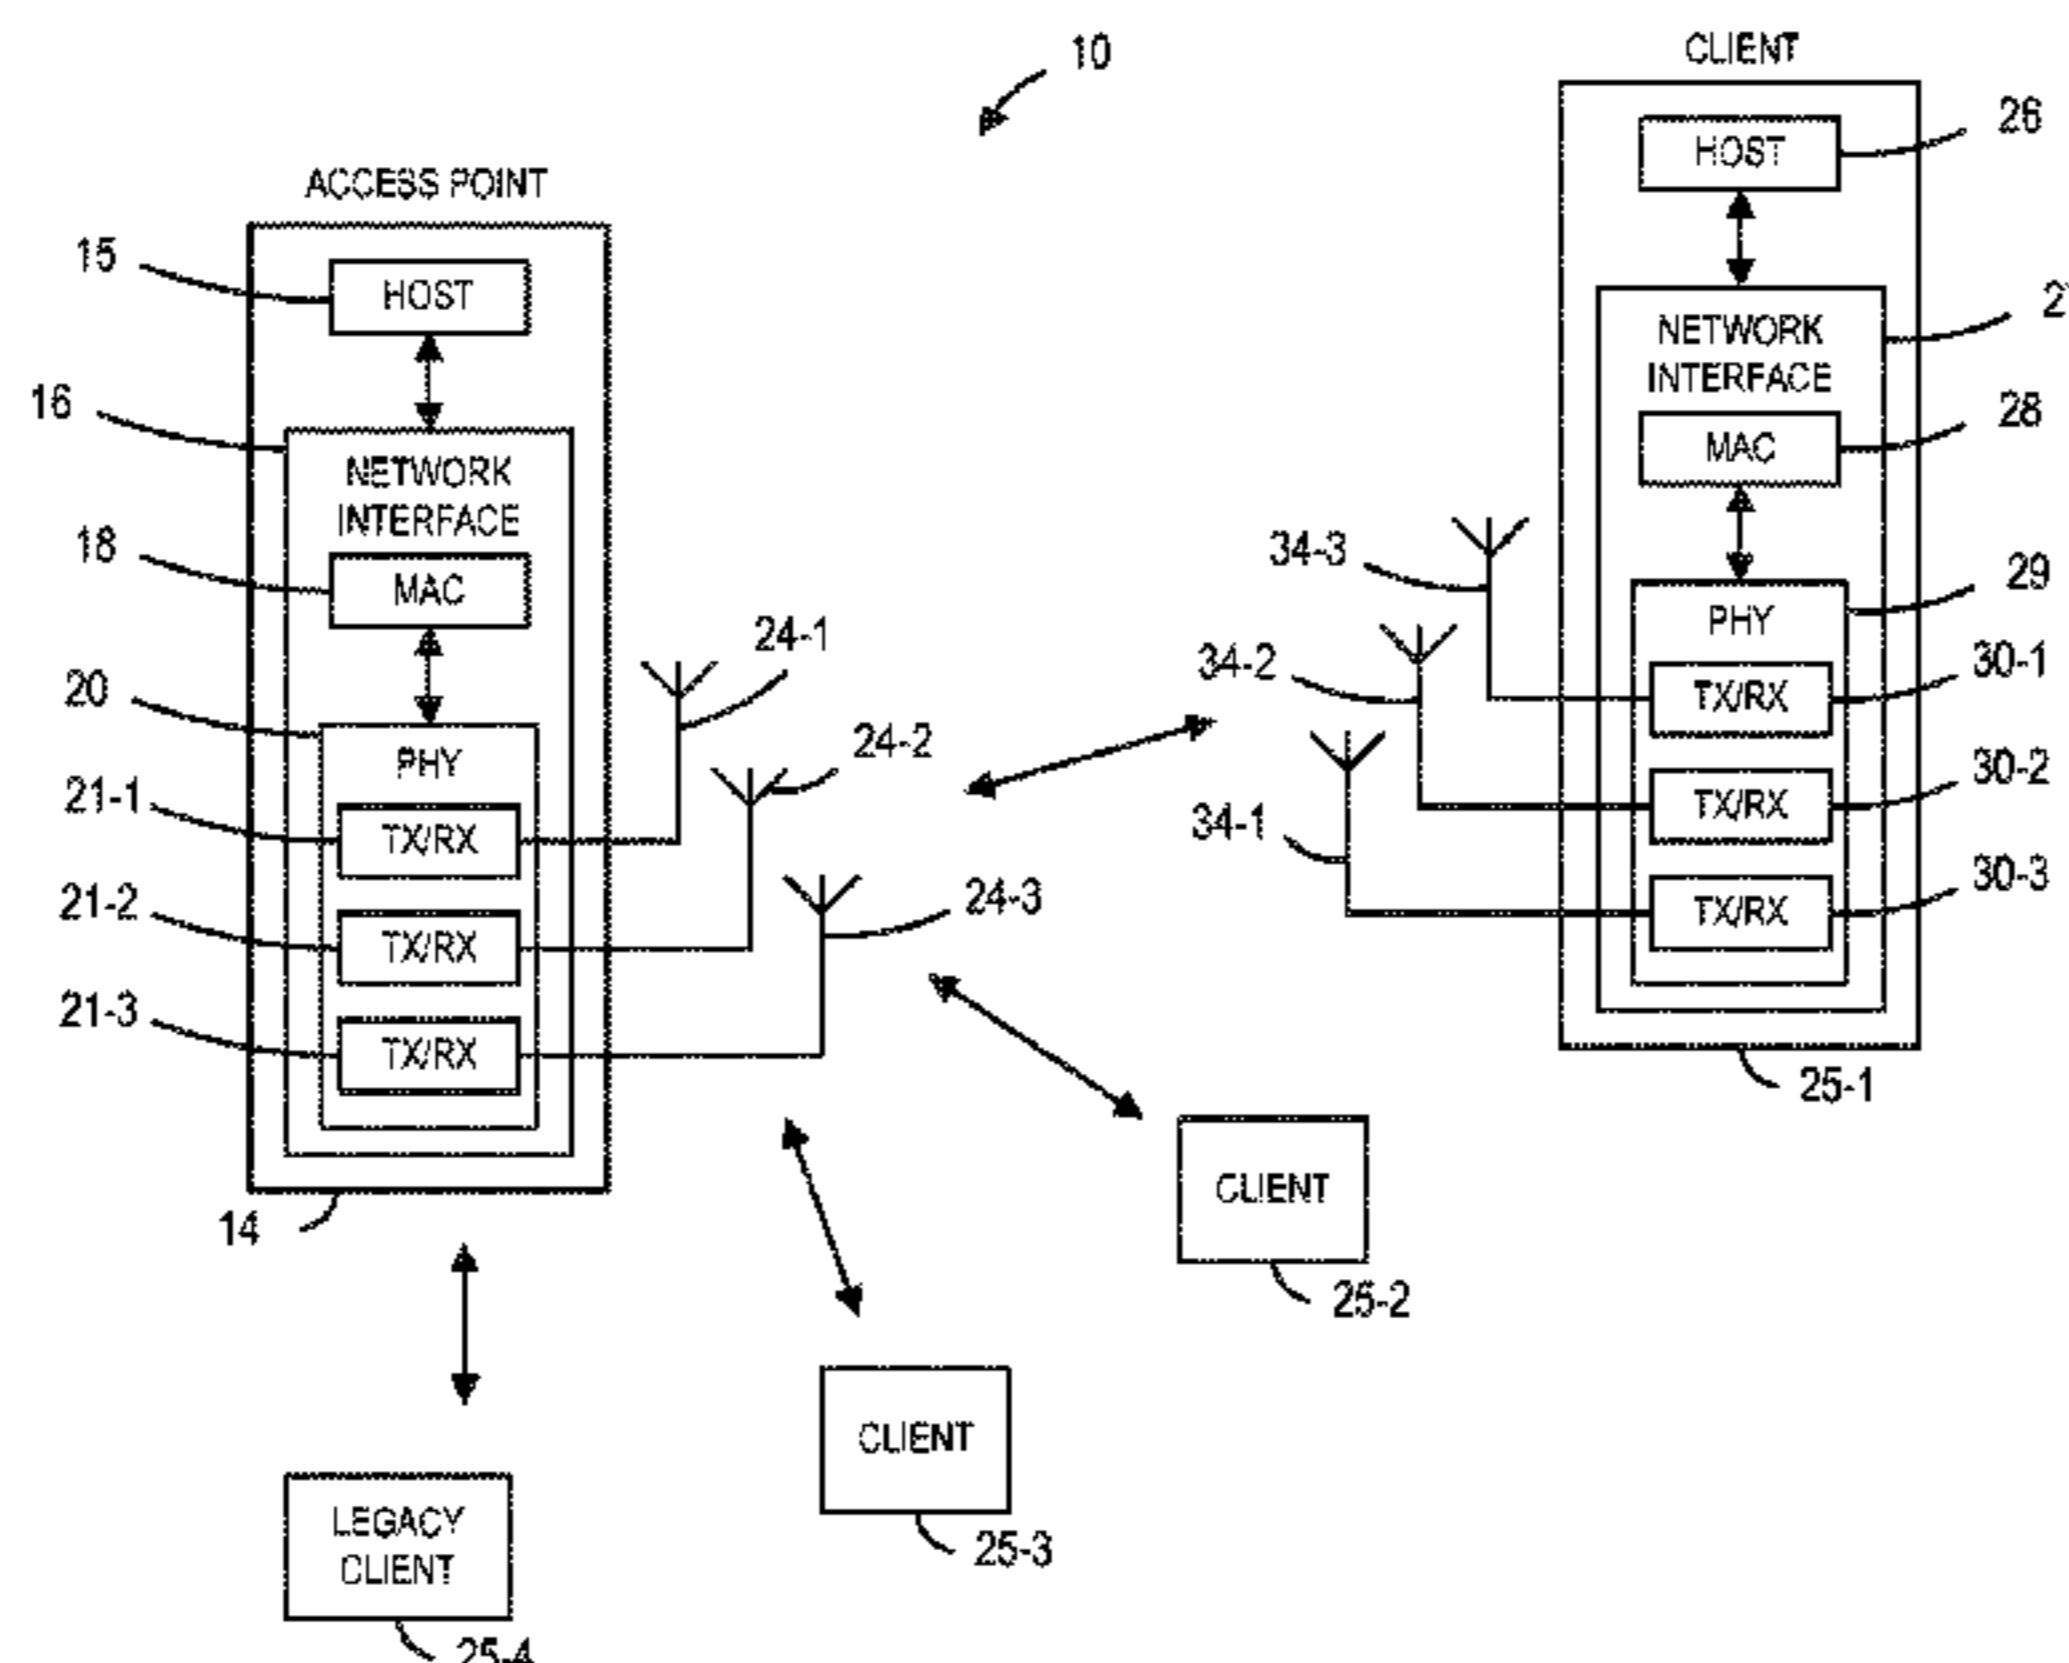 10
ACCESS POINT
15
HOST
16
NETWORK
INTERFACE
18
MAC
20
PHY
21-1
TX/RX
21-2
TX/RX
21-3
TX/RX
14
24-1
24-2
24-3
CLIENT
HOST
26
NETWORK
INTERFACE
MAC
28
PHY
29
TX/RX
30-1
TX/RX
30-2
TX/RX
30-3
34-3
34-2
34-1
25-1
CLIENT
25-2
CLIENT
25-3
LEGACY
CLIENT
25-4